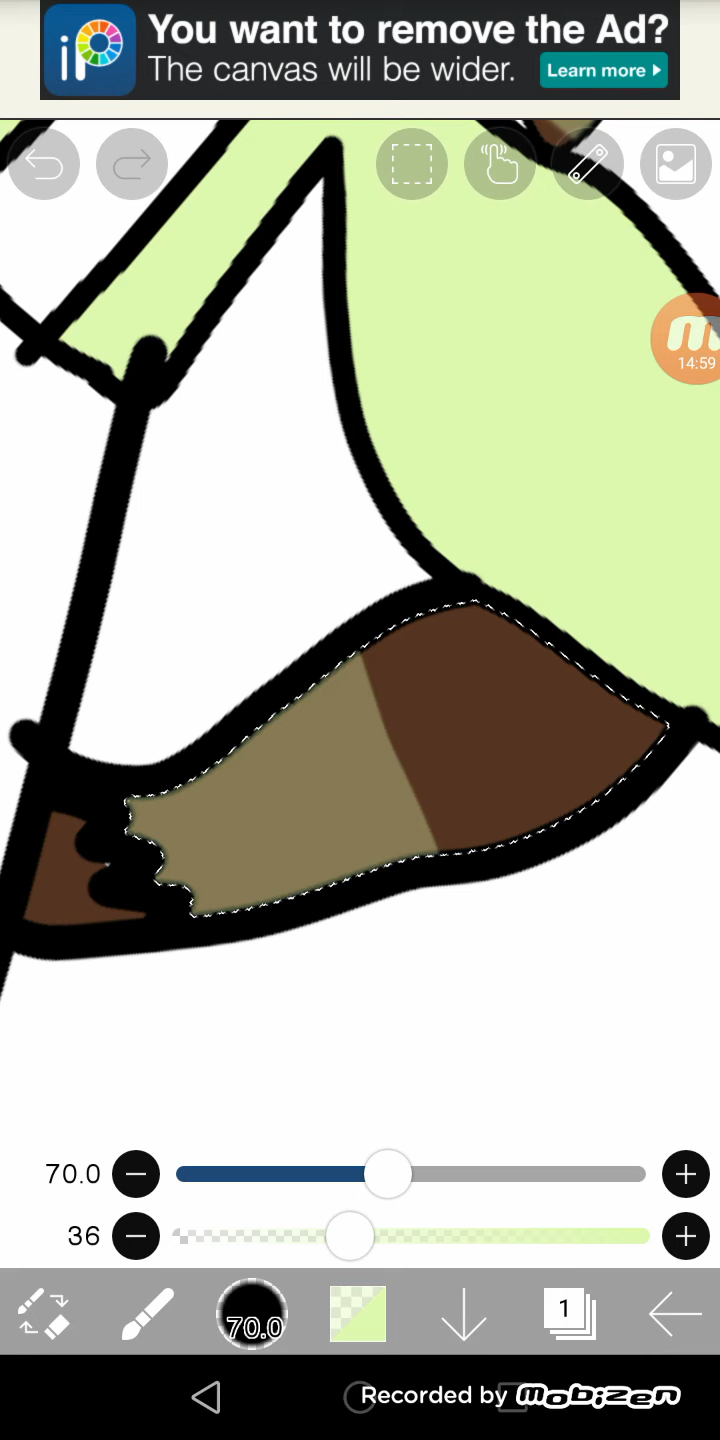 iP
You want to remove the Ad?
The canvas will be wider.
Learn more
14:59
70.0
36
70.0
1
Recorded by mobizen